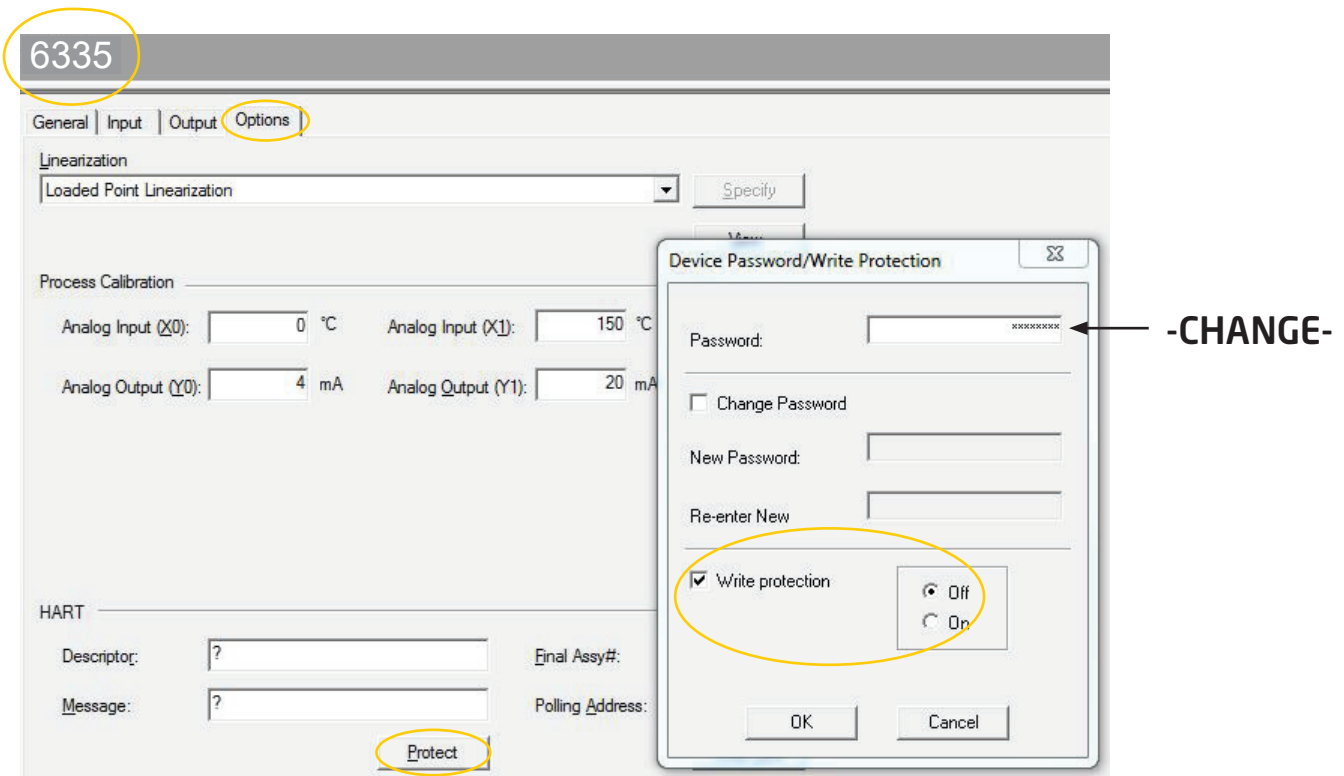 6335
General Input Output Options
Linearization
Loaded Point Linearization Specify
View
Process Calibration
Analog Input (X0): 0 °C Analog Input (X1): 150 °C
Analog Output (Y0): 4 mA Analog Output (Y1): 20 mA
HART
Descriptor: ? Final Assy#:
Message: ? Polling Address:
Protect
Device Password/Write Protection
Password: ******** -CHANGE-
Change Password
New Password:
Re-enter New
Write protection Off
On
OK Cancel